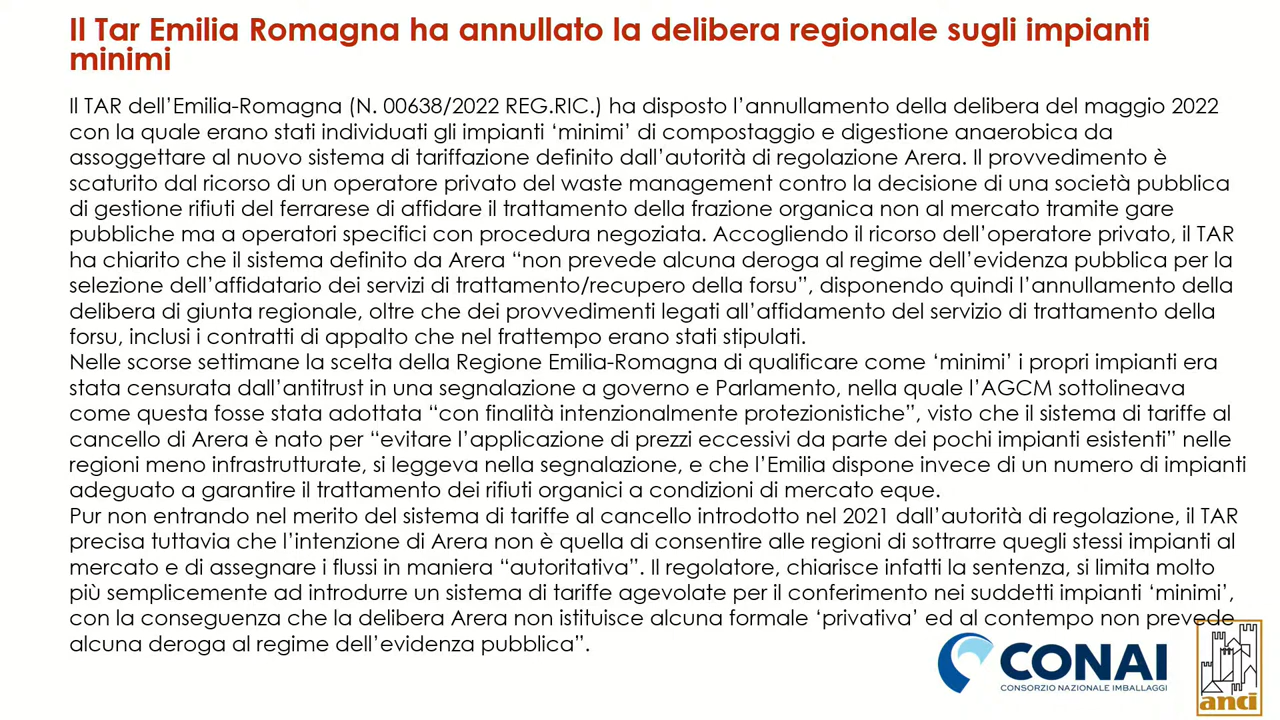 Il Tar Emilia Romagna ha annullato la delibera regionale sugli impianti
minimi
Il TAR dell’Emilia-Romagna (N. 00638/2022 REG.RIC.) ha disposto l’annullamento della delibera del maggio 2022
con la quale erano stati individuati gli impianti ‘minimi’ di compostaggio e digestione anaerobica da
assoggettare al nuovo sistema di tariffazione definito dall’autorità di regolazione Arera. Il provvedimento è
scaturito dal ricorso di un operatore privato del waste management contro la decisione di una società pubblica
di gestione rifiuti del ferrarese di affidare il trattamento della frazione organica non al mercato tramite gare
pubbliche ma a operatori specifici con procedura negoziata. Accogliendo il ricorso dell’operatore privato, il TAR
ha chiarito che il sistema definito da Arera “non prevede alcuna deroga al regime dell’evidenza pubblica per la
selezione dell’affidatario dei servizi di trattamento/recupero della forsu”, disponendo quindi l’annullamento della
delibera di giunta regionale, oltre che dei provvedimenti legati all’affidamento del servizio di trattamento della
forsu, inclusi i contratti di appalto che nel frattempo erano stati stipulati.
Nelle scorse settimane la scelta della Regione Emilia-Romagna di qualificare come ‘minimi’ i propri impianti era
stata censurata dall’antitrust in una segnalazione a governo e Parlamento, nella quale l’AGCM sottolineava
come questa fosse stata adottata “con finalità intenzionalmente protezionistiche”, visto che il sistema di tariffe al
cancello di Arera è nato per “evitare l’applicazione di prezzi eccessivi da parte dei pochi impianti esistenti” nelle
regioni meno infrastrutturate, si leggeva nella segnalazione, e che l’Emilia dispone invece di un numero di impianti
adeguato a garantire il trattamento dei rifiuti organici a condizioni di mercato eque.
Pur non entrando nel merito del sistema di tariffe al cancello introdotto nel 2021 dall’autorità di regolazione, il TAR
precisa tuttavia che l’intenzione di Arera non è quella di consentire alle regioni di sottrarre quegli stessi impianti al
mercato e di assegnare i flussi in maniera “autoritativa”. Il regolatore, chiarisce infatti la sentenza, si limita molto
più semplicemente ad introdurre un sistema di tariffe agevolate per il conferimento nei suddetti impianti ‘minimi’,
con la conseguenza che la delibera Arera non istituisce alcuna formale ‘privativa’ ed al contempo non prevede
alcuna deroga al regime dell’evidenza pubblica”.
CONAI
CONSORZIO NAZIONALE IMBALLAGGI
anci